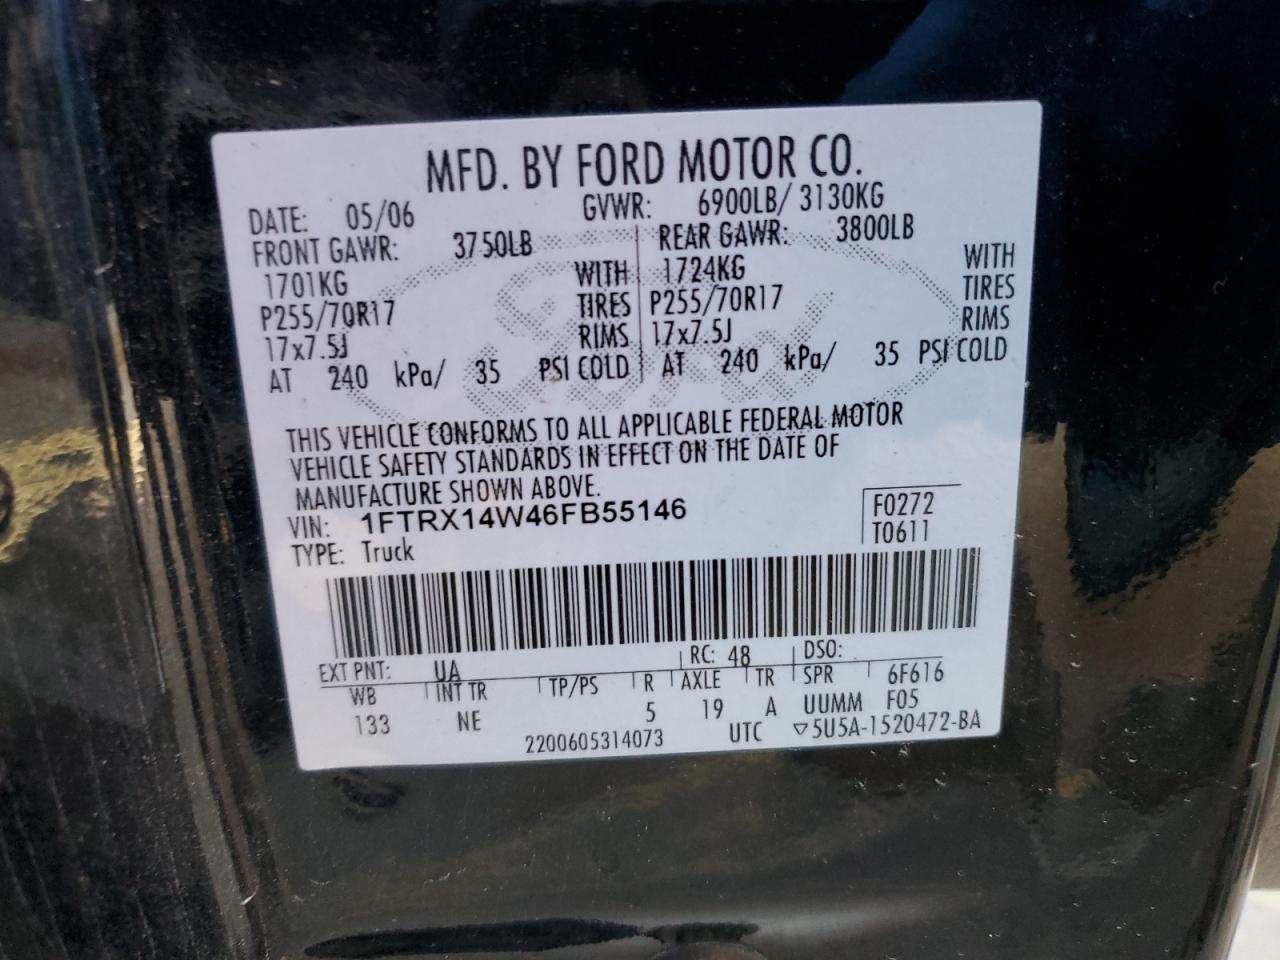 MFD. BY FORD MOTOR CO.
DATE: 05/06 GVWR: 6900LB/ 3130KG
FRONT GAWR: 3750LB REAR GAWR: 3800LB
1701KG WITH 1724KG WITH
P255/70R17 TIRES P255/70R17 TIRES
17x7.5J RIMS 17x7.5J RIMS
AT 240 kPa/ 35 PSI COLD AT 240 kPa/ 35 PSI COLD
THIS VEHICLE CONFORMS TO ALL APPLICABLE FEDERAL MOTOR
VEHICLE SAFETY STANDARDS IN EFFECT ON THE DATE OF
MANUFACTURE SHOWN ABOVE.
VIN: 1FTRX14W46FB55146 F0272
TYPE: Truck T0611
EXT PNT: UA RC: 48 DSO:
WB INT TR TP/PS R AXLE TR SPR 6F616
133 NE 5 19 A UUMM F05
2200605314073 UTC ▽5U5A-1520472-BA
Ford